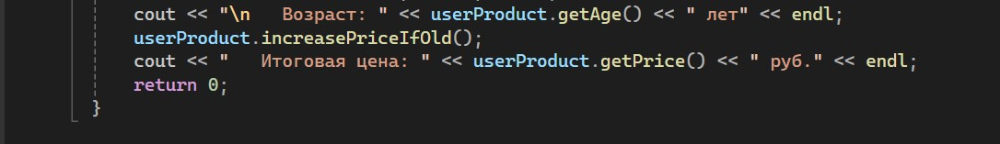 cout << "\n   Возраст: " << userProduct.getAge() << " лет" << endl;
userProduct.increasePriceIfOld();
cout << "   Итоговая цена: " << userProduct.getPrice() << " руб." << endl;
return 0;
}